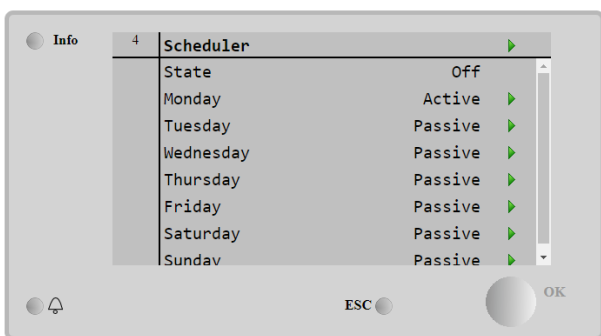 Info
4 Scheduler
State Off
Monday Active
Tuesday Passive
Wednesday Passive
Thursday Passive
Friday Passive
Saturday Passive
Sunday Passive
ESC
OK